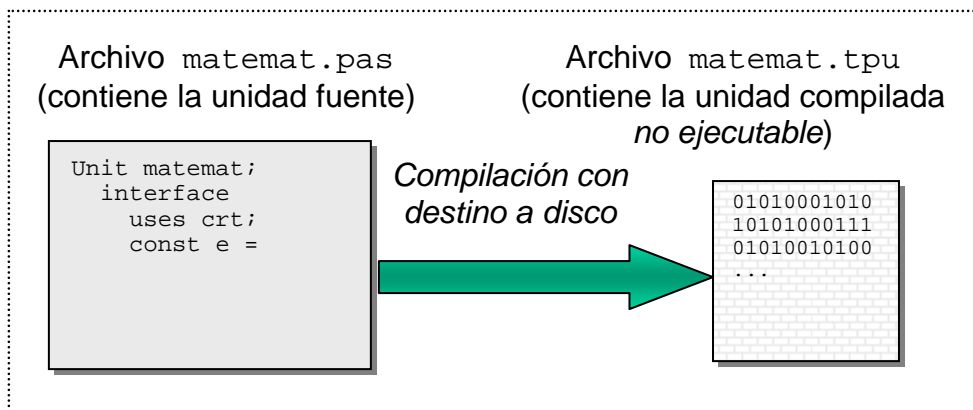 Archivo matemat.pas
(contiene la unidad fuente)
Archivo matemat.tpu
(contiene la unidad compilada
no ejecutable)
Unit matemat;
interface
uses crt;
const e =
Compilación con
destino a disco
01010001010
10101000111
01010010100
...